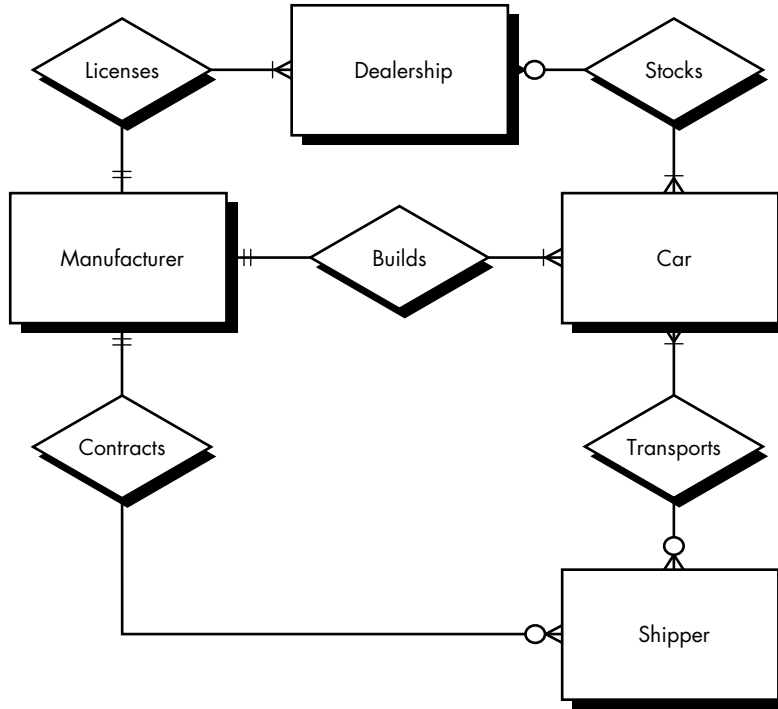 Licenses
Dealership
Stocks
Manufacturer
Builds
Car
Contracts
Transports
Shipper